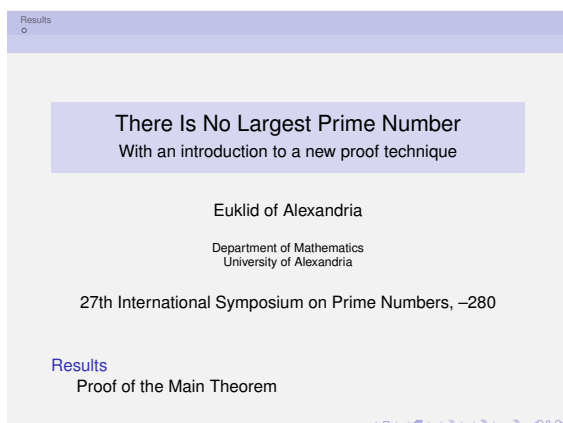 Results
There Is No Largest Prime Number
With an introduction to a new proof technique
Euklid of Alexandria
Department of Mathematics
University of Alexandria
27th International Symposium on Prime Numbers, –280
Results
Proof of the Main Theorem